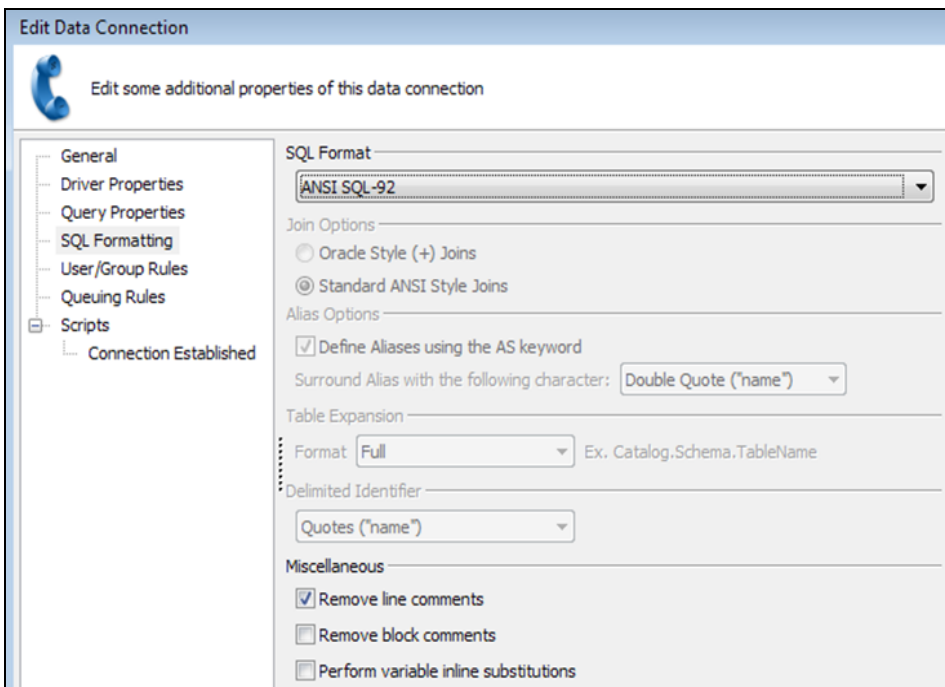 Edit Data Connection
Edit some additional properties of this data connection
General
Driver Properties
Query Properties
SQL Formatting
User/Group Rules
Queuing Rules
Scripts
Connection Established
SQL Format
ANSI SQL-92
Join Options
Oracle Style (+) Joins
Standard ANSI Style Joins
Alias Options
Define Aliases using the AS keyword
Surround Alias with the following character: Double Quote ("name")
Table Expansion
Format Full Ex. Catalog.Schema.TableName
Delimited Identifier
Quotes ("name")
Miscellaneous
Remove line comments
Remove block comments
Perform variable inline substitutions